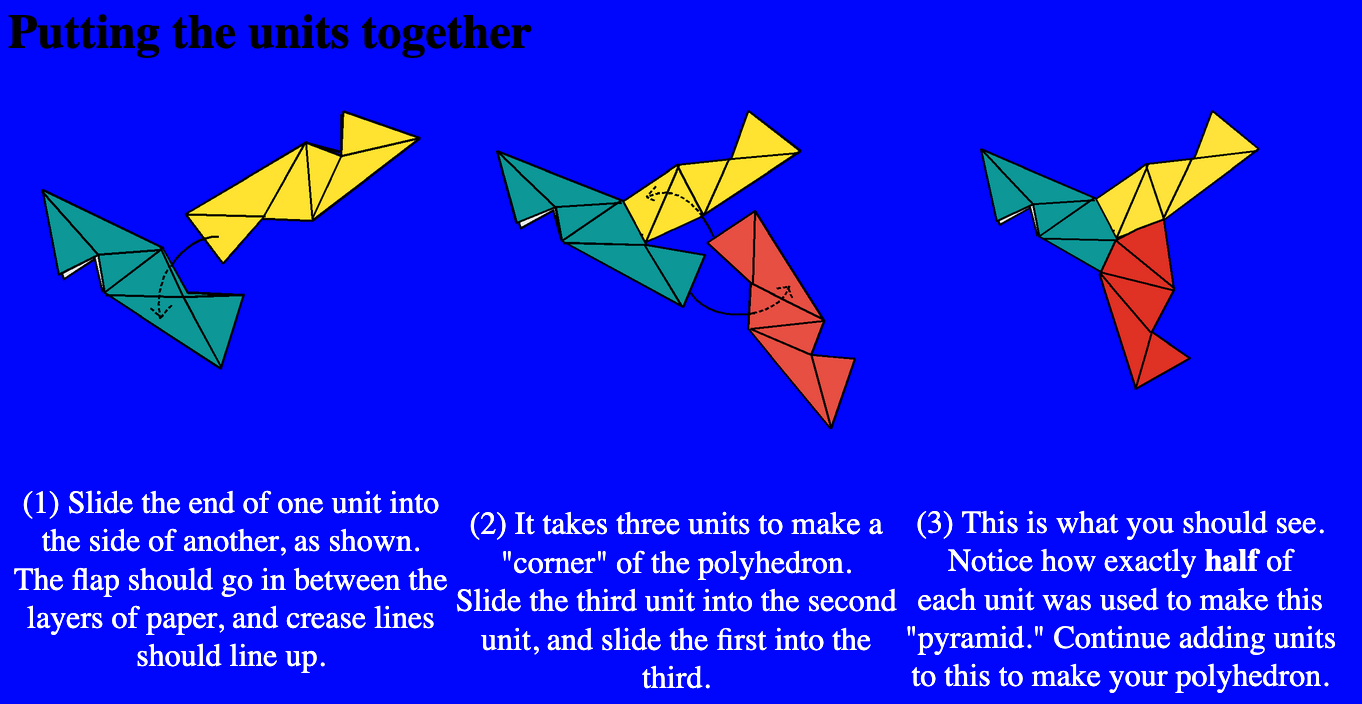 Putting the units together
(1) Slide the end of one unit into
the side of another, as shown.
The flap should go in between the
layers of paper, and crease lines
should line up.
(2) It takes three units to make a
"corner" of the polyhedron.
Slide the third unit into the second
unit, and slide the first into the
third.
(3) This is what you should see.
Notice how exactly half of
each unit was used to make this
"pyramid." Continue adding units
to this to make your polyhedron.